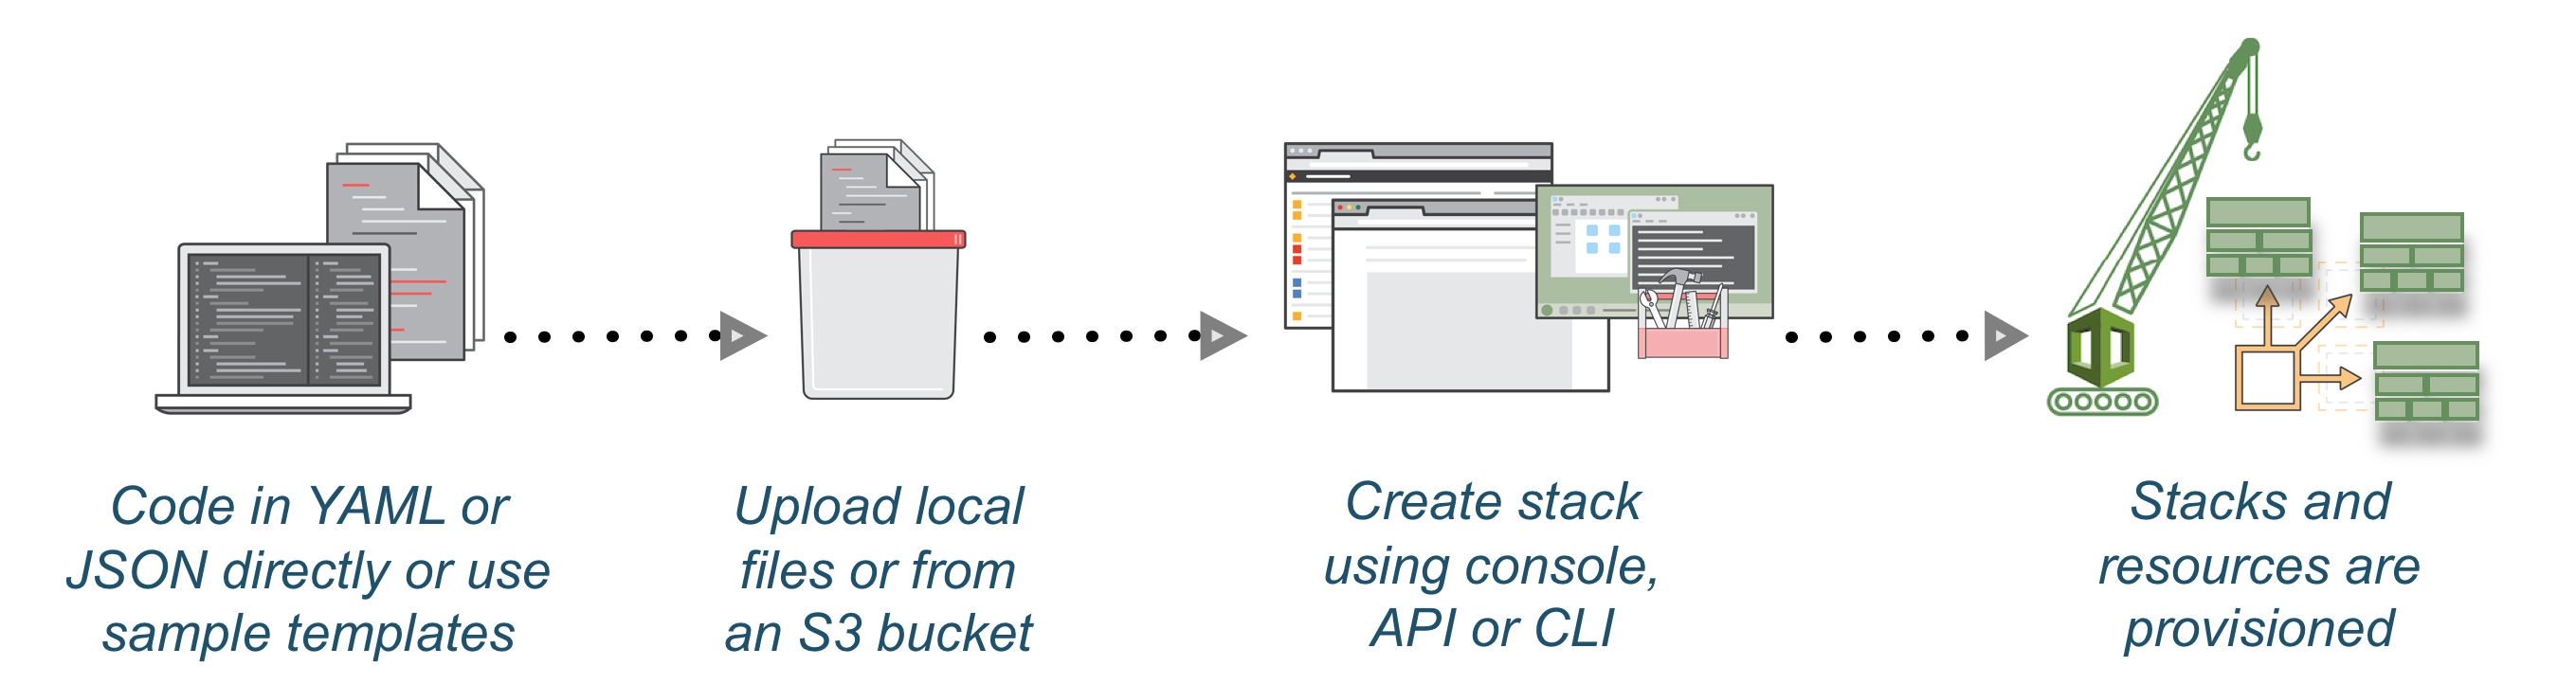 Code in YAML or
JSON directly or use
sample templates
Upload local
files or from
an S3 bucket
Create stack
using console,
API or CLI
Stacks and
resources are
provisioned